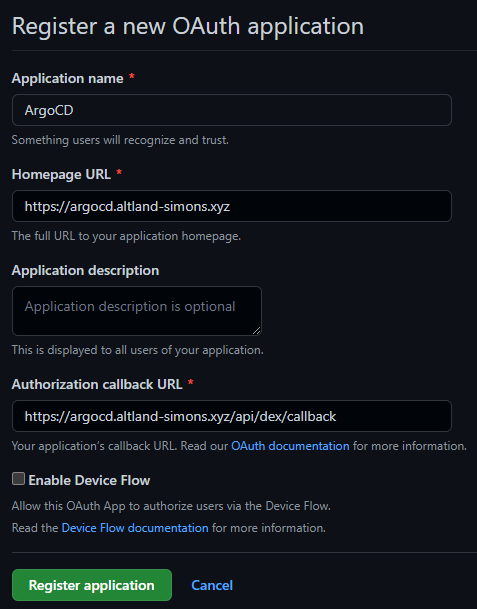 Register a new OAuth application
Application name *
ArgoCD
Something users will recognize and trust.
Homepage URL *
https://argocd.altland-simons.xyz
The full URL to your application homepage.
Application description
Application description is optional
This is displayed to all users of your application.
Authorization callback URL *
https://argocd.altland-simons.xyz/api/dex/callback
Your application's callback URL. Read our OAuth documentation for more information.
Enable Device Flow
Allow this OAuth App to authorize users via the Device Flow.
Read the Device Flow documentation for more information.
Register application Cancel